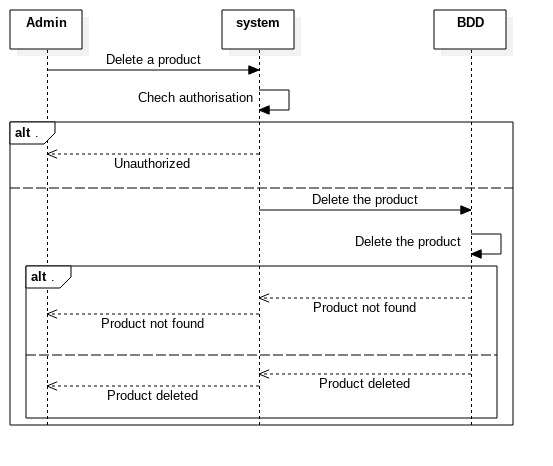 Admin
system
BDD
Delete a product
Chech authorisation
alt .
Unauthorized
Delete the product
Delete the product
alt .
Product not found
Product not found
Product deleted
Product deleted